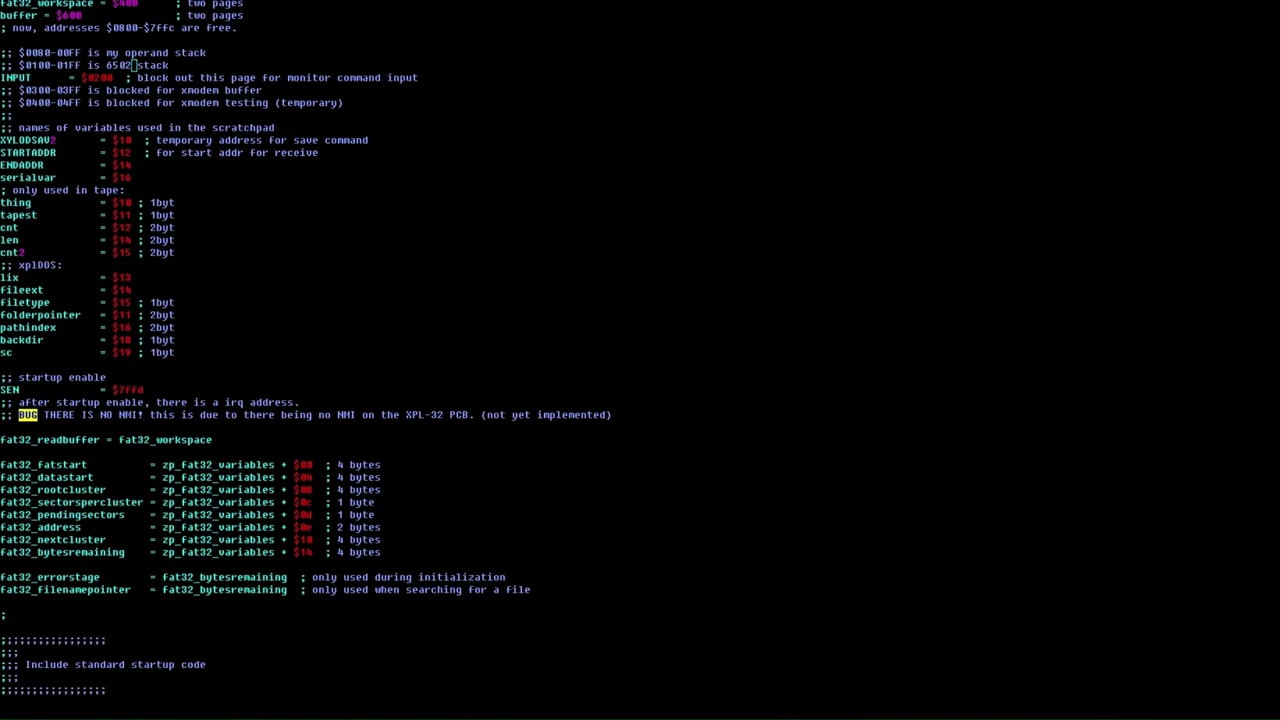 fat32_workspace = $400      ; two pages
buffer = $600               ; two pages
; now, addresses $0800-$7ffc are free.
;; $0080-00FF is my operand stack
;; $0100-01FF is 6502 stack
INPUT      = $0200  ; block out this page for monitor command input
;; $0300-03FF is blocked for xmodem buffer
;; $0400-04FF is blocked for xmodem testing (temporary)
;;
;; names of variables used in the scratchpad
XYLODSAV2       = $10  ; temporary address for save command
STARTADDR       = $12  ; for start addr for receive
ENDADDR         = $14
serialvar       = $16
; only used in tape:
thing           = $10 ; 1byt
tapest          = $11 ; 1byt
cnt             = $12 ; 2byt
len             = $14 ; 2byt
cnt2            = $15 ; 2byt
;; xplDOS:
lix             = $13
fileext         = $14
filetype        = $15 ; 1byt
folderpointer   = $11 ; 2byt
pathindex       = $16 ; 2byt
backdir         = $18 ; 1byt
sc              = $19 ; 1byt
;; startup enable
SEN             = $7ffd
;; after startup enable, there is a irq address.
;; BUG THERE IS NO NMI! this is due to there being no NMI on the XPL-32 PCB. (not yet implemented)
fat32_readbuffer = fat32_workspace
fat32_fatstart          = zp_fat32_variables + $00  ; 4 bytes
fat32_datastart         = zp_fat32_variables + $04  ; 4 bytes
fat32_rootcluster       = zp_fat32_variables + $08  ; 4 bytes
fat32_sectorspercluster = zp_fat32_variables + $0c  ; 1 byte
fat32_pendingsectors    = zp_fat32_variables + $0d  ; 1 byte
fat32_address           = zp_fat32_variables + $0e  ; 2 bytes
fat32_nextcluster       = zp_fat32_variables + $10  ; 4 bytes
fat32_bytesremaining    = zp_fat32_variables + $14  ; 4 bytes
fat32_errorstage        = fat32_bytesremaining  ; only used during initialization
fat32_filenamepointer   = fat32_bytesremaining  ; only used when searching for a file
;
;;;;;;;;;;;;;;;;;
;;;
;;; Include standard startup code
;;;
;;;;;;;;;;;;;;;;;